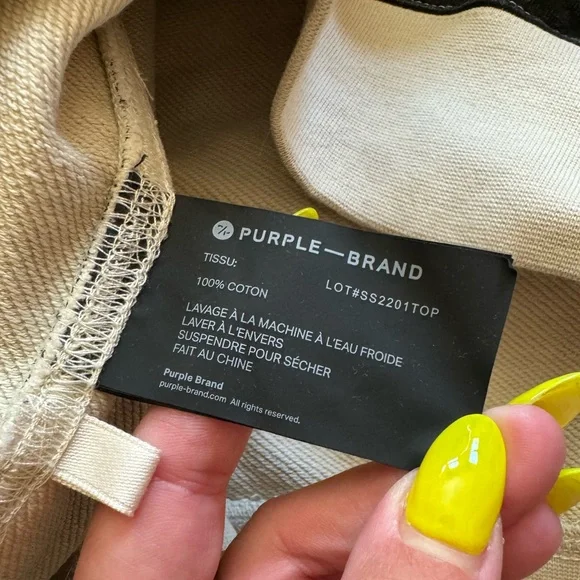 PURPLE—BRAND
TISSU:
LOT#SS2201TOP
100% COTON
LAVAGE À LA MACHINE À L'EAU FROIDE
LAVER À L'ENVERS
SUSPENDRE POUR SÉCHER
FAIT AU CHINE
Purple Brand
purple-brand.com All rights reserved.